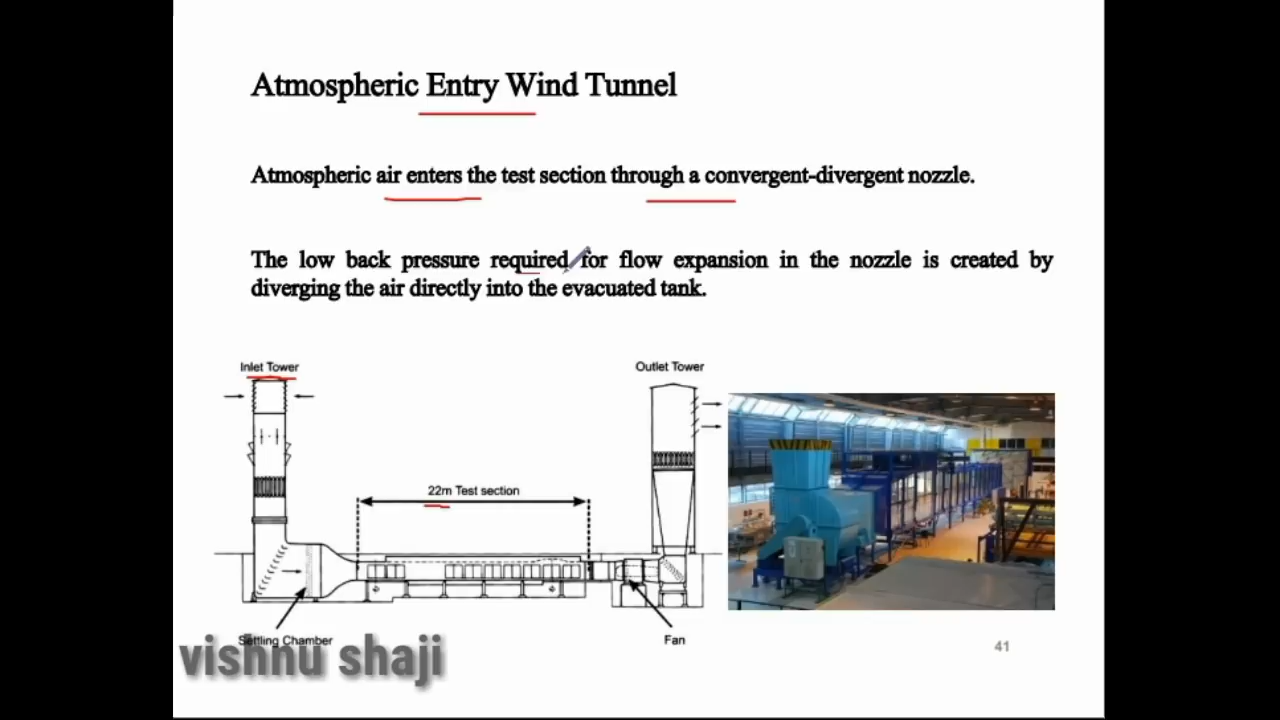 Atmospheric Entry Wind Tunnel
Atmospheric air enters the test section through a convergent-divergent nozzle.
The low back pressure required for flow expansion in the nozzle is created by
diverging the air directly into the evacuated tank.
Inlet Tower
Outlet Tower
22m Test section
Settling Chamber
Fan
41
vishnu shaji